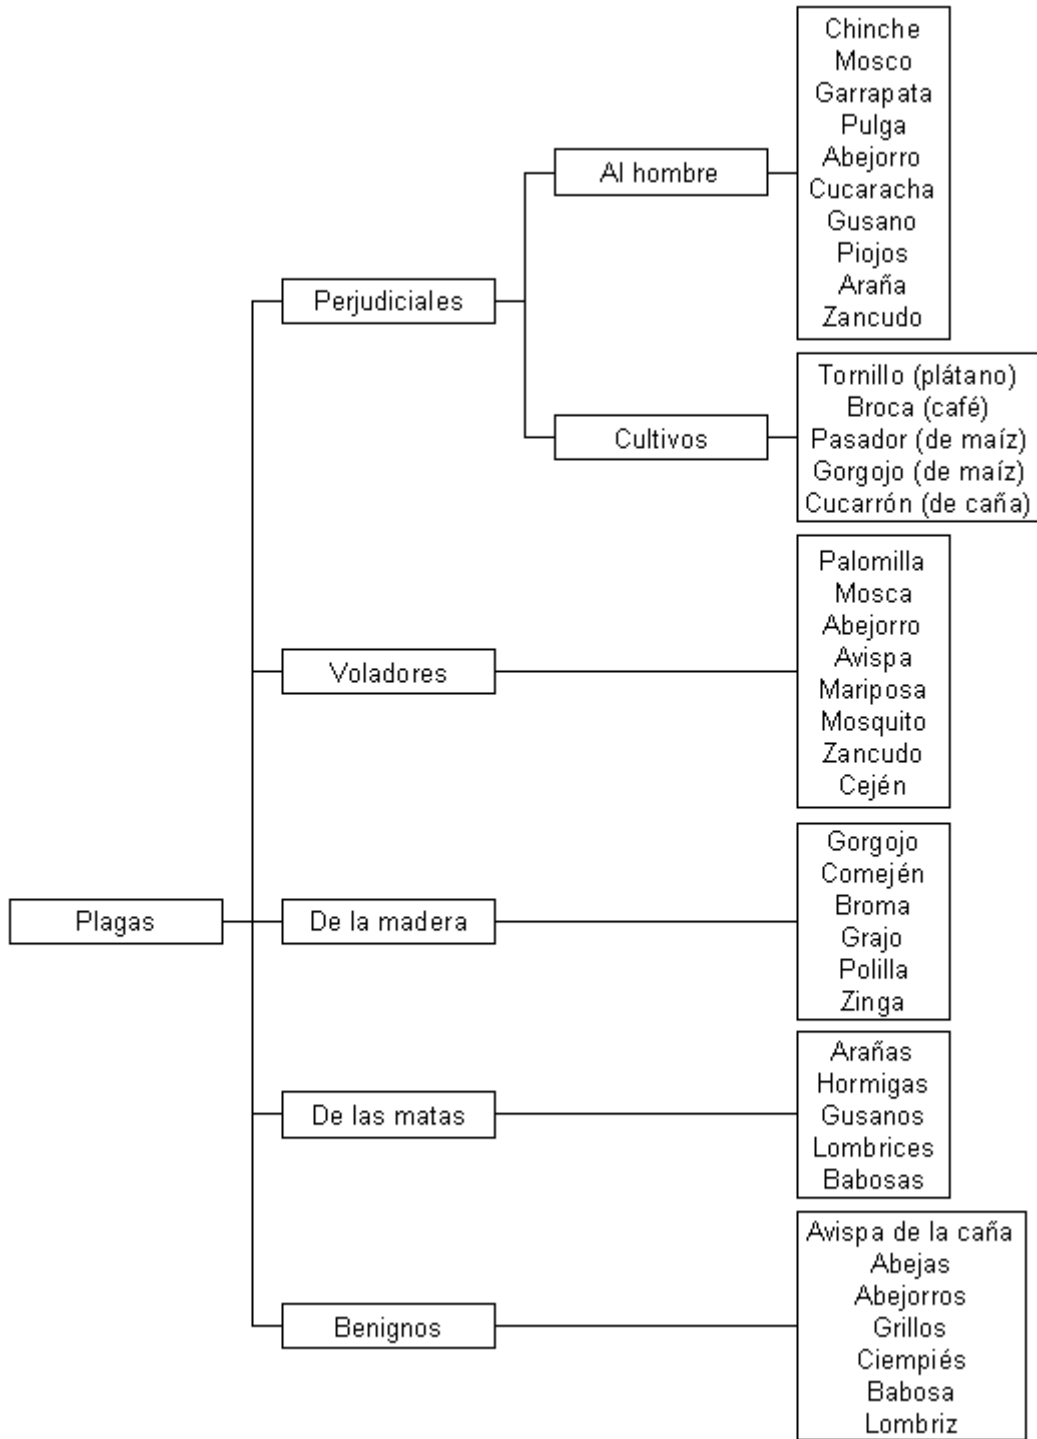 Plagas
Perjudiciales
Al hombre
Chinche
Mosco
Garrapata
Pulga
Abejorro
Cucaracha
Gusano
Piojos
Araña
Zancudo
Cultivos
Tornillo (plátano)
Broca (café)
Pasador (de maíz)
Gorgojo (de maíz)
Cucarrón (de caña)
Voladores
Palomilla
Mosca
Abejorro
Avispa
Mariposa
Mosquito
Zancudo
Cején
De la madera
Gorgojo
Comején
Broma
Grajo
Polilla
Zinga
De las matas
Arañas
Hormigas
Gusanos
Lombrices
Babosas
Benignos
Avispa de la caña
Abejas
Abejorros
Grillos
Ciempiés
Babosa
Lombriz